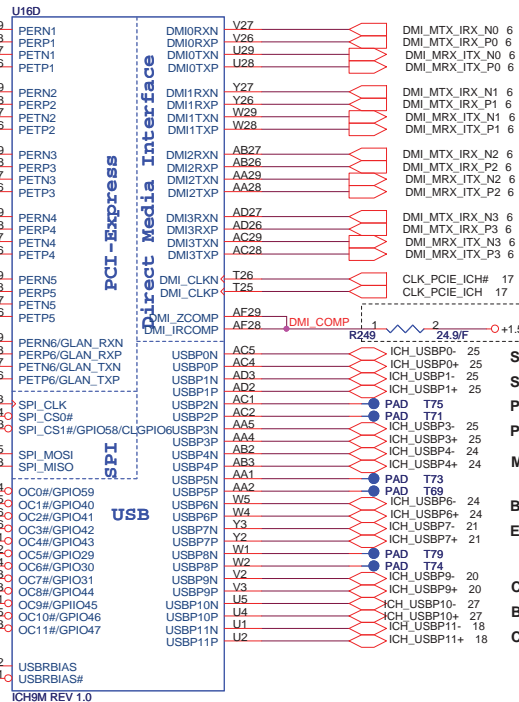 U16D
PERN1 DMI0RXN V27 DMI_MTX_IRX_N0 6
PERP1 DMI0RXP V26 DMI_MTX_IRX_P0 6
PETN1 DMI0TXN U29 DMI_MRX_ITX_N0 6
PETP1 DMI0TXP U28 DMI_MRX_ITX_P0 6
PERN2 DMI1RXN Y27 DMI_MTX_IRX_N1 6
PERP2 DMI1RXP Y26 DMI_MTX_IRX_P1 6
PETN2 DMI1TXN W29 DMI_MRX_ITX_N1 6
PETP2 DMI1TXP W28 DMI_MRX_ITX_P1 6
PERN3 DMI2RXN AB27 DMI_MTX_IRX_N2 6
PERP3 DMI2RXP AB26 DMI_MTX_IRX_P2 6
PETN3 DMI2TXN AA29 DMI_MRX_ITX_N2 6
PETP3 DMI2TXP AA28 DMI_MRX_ITX_P2 6
PERN4 DMI3RXN AD27 DMI_MTX_IRX_N3 6
PERP4 DMI3RXP AD26 DMI_MTX_IRX_P3 6
PETN4 DMI3TXN AC29 DMI_MRX_ITX_N3 6
PETP4 DMI3TXP AC28 DMI_MRX_ITX_P3 6
PCI-Express
Direct Media Interface
PERN5 DMI_CLKN T26 CLK_PCIE_ICH# 17
PERP5 DMI_CLKP T25 CLK_PCIE_ICH 17
PETN5
PETP5 DMI_ZCOMP AF29
DMI_IRCOMP AF28 DMI_COMP 1 2
R249 24.9/F +1.5
PERN6/GLAN_RXN
PERP6/GLAN_RXP USBP0N AC5 ICH_USBP0- 25
PETN6/GLAN_TXN USBP0P AC4 ICH_USBP0+ 25
PETP6/GLAN_TXP USBP1N AD3 ICH_USBP1- 25
USBP1P AD2 ICH_USBP1+ 25
SPI_CLK USBP2N AC1 PAD T75
SPI_CS0# USBP2P AC2 PAD T71
SPI_CS1#/GPIO58/CLGPIO6 USBP3N AA5 ICH_USBP3- 25
USBP3P AA4 ICH_USBP3+ 25
SPI_MOSI USBP4N AB2 ICH_USBP4- 24
SPI_MISO USBP4P AB3 ICH_USBP4+ 24
SPI
USBP5N AA1 PAD T73
OC0#/GPIO59 USBP5P AA2 PAD T69
OC1#/GPIO40 USBP6N W5 ICH_USBP6- 24
OC2#/GPIO41 USBP6P W4 ICH_USBP6+ 24
USB
OC3#/GPIO42 USBP7N Y3 ICH_USBP7- 21
OC4#/GPIO43 USBP7P Y2 ICH_USBP7+ 21
OC5#/GPIO29 USBP8N W1 PAD T79
OC6#/GPIO30 USBP8P W2 PAD T74
OC7#/GPIO31 USBP9N V2 ICH_USBP9- 20
OC8#/GPIO44 USBP9P V3 ICH_USBP9+ 20
OC9#/GPIO45 USBP10N U5 ICH_USBP10- 27
OC10#/GPIO46 USBP10P U4 ICH_USBP10+ 27
OC11#/GPIO47 USBP11N U1 ICH_USBP11- 18
USBP11P U2 ICH_USBP11+ 18
USBRBIAS
USBRBIAS#
ICH9M REV 1.0